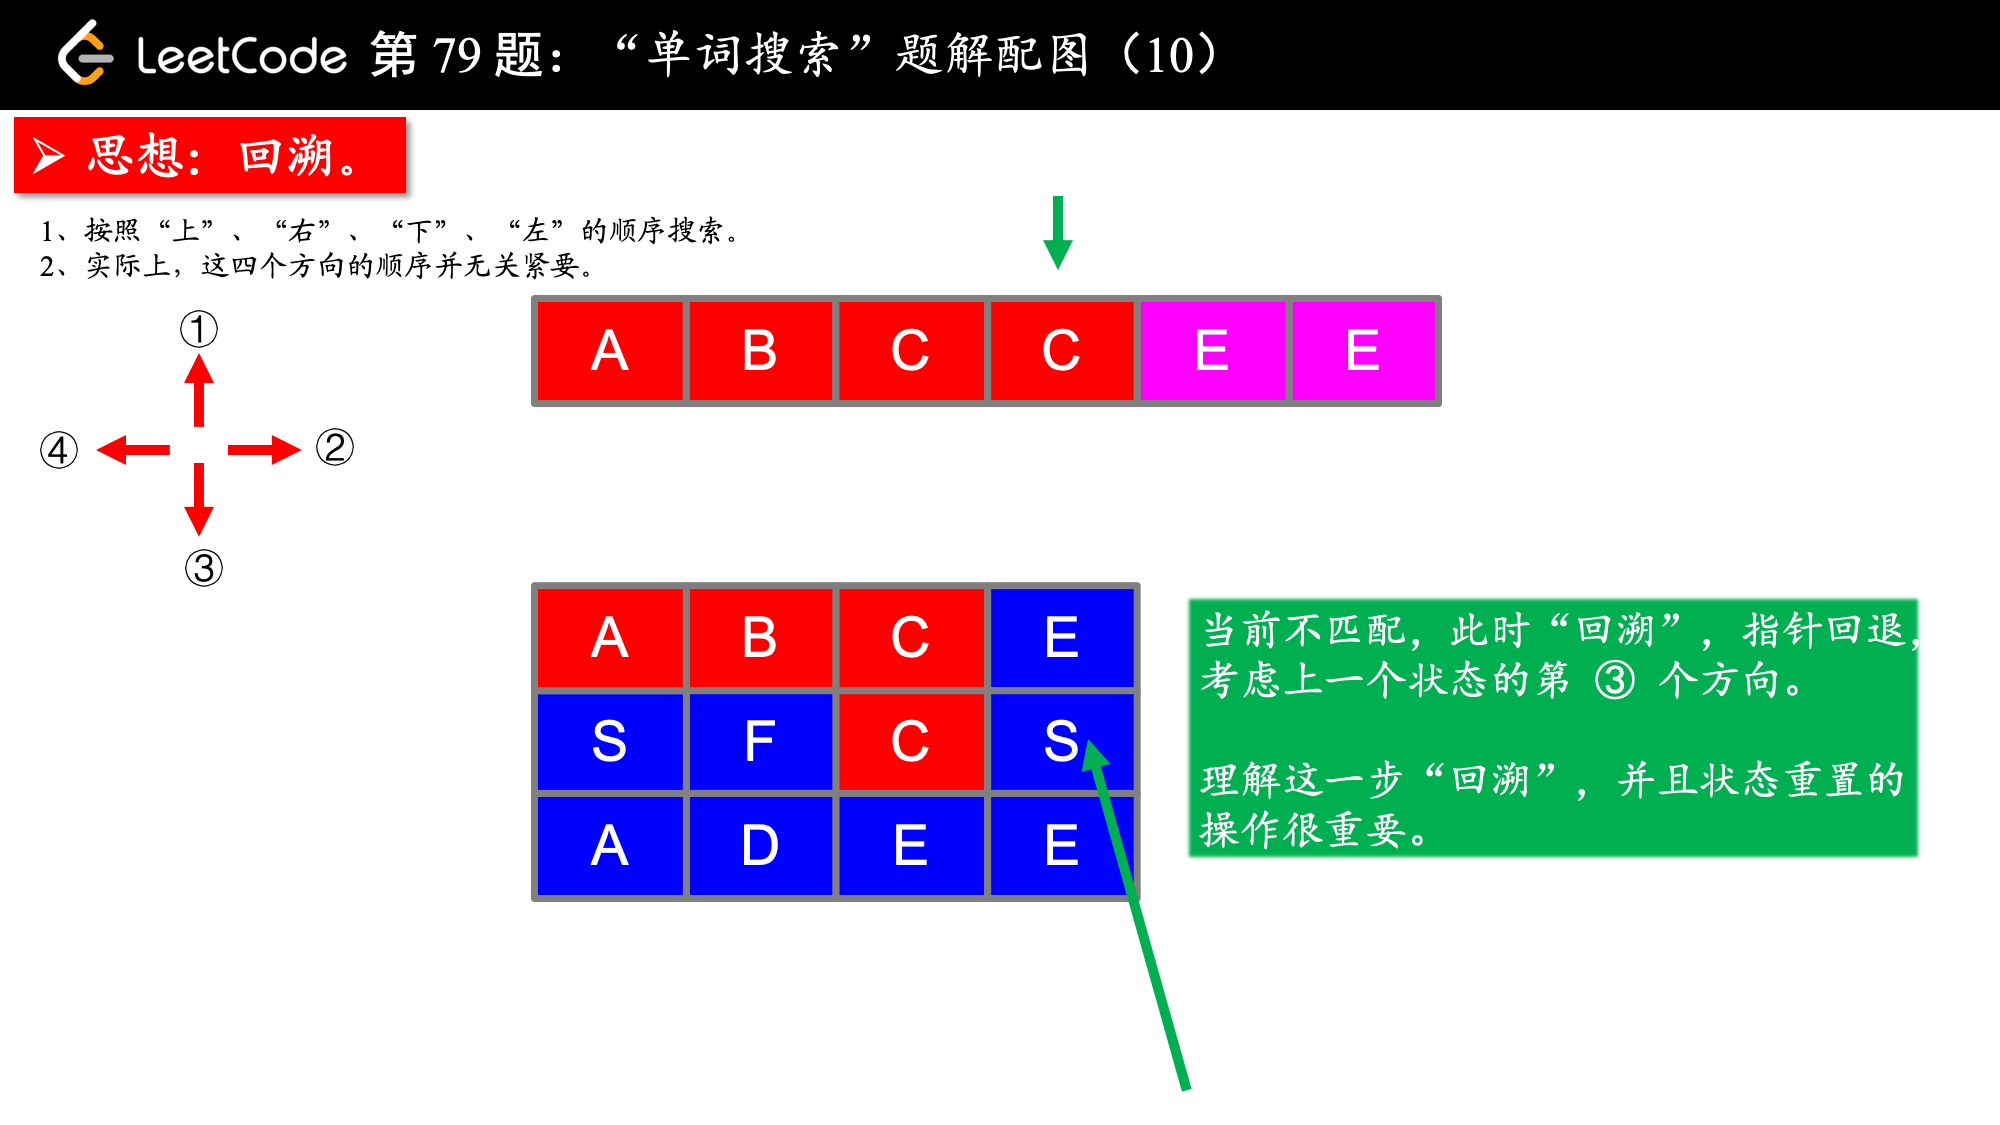 LeetCode 第 79 题：“单词搜索”题解配图（10）
➢ 思想：回溯。
1、按照“上”、“右”、“下”、“左”的顺序搜索。
2、实际上，这四个方向的顺序并无关紧要。
①
④ ②
③
A B C C E E
A B C E
S F C S
A D E E
当前不匹配，此时“回溯”，指针回退，
考虑上一个状态的第 ③ 个方向。
理解这一步“回溯”，并且状态重置的
操作很重要。